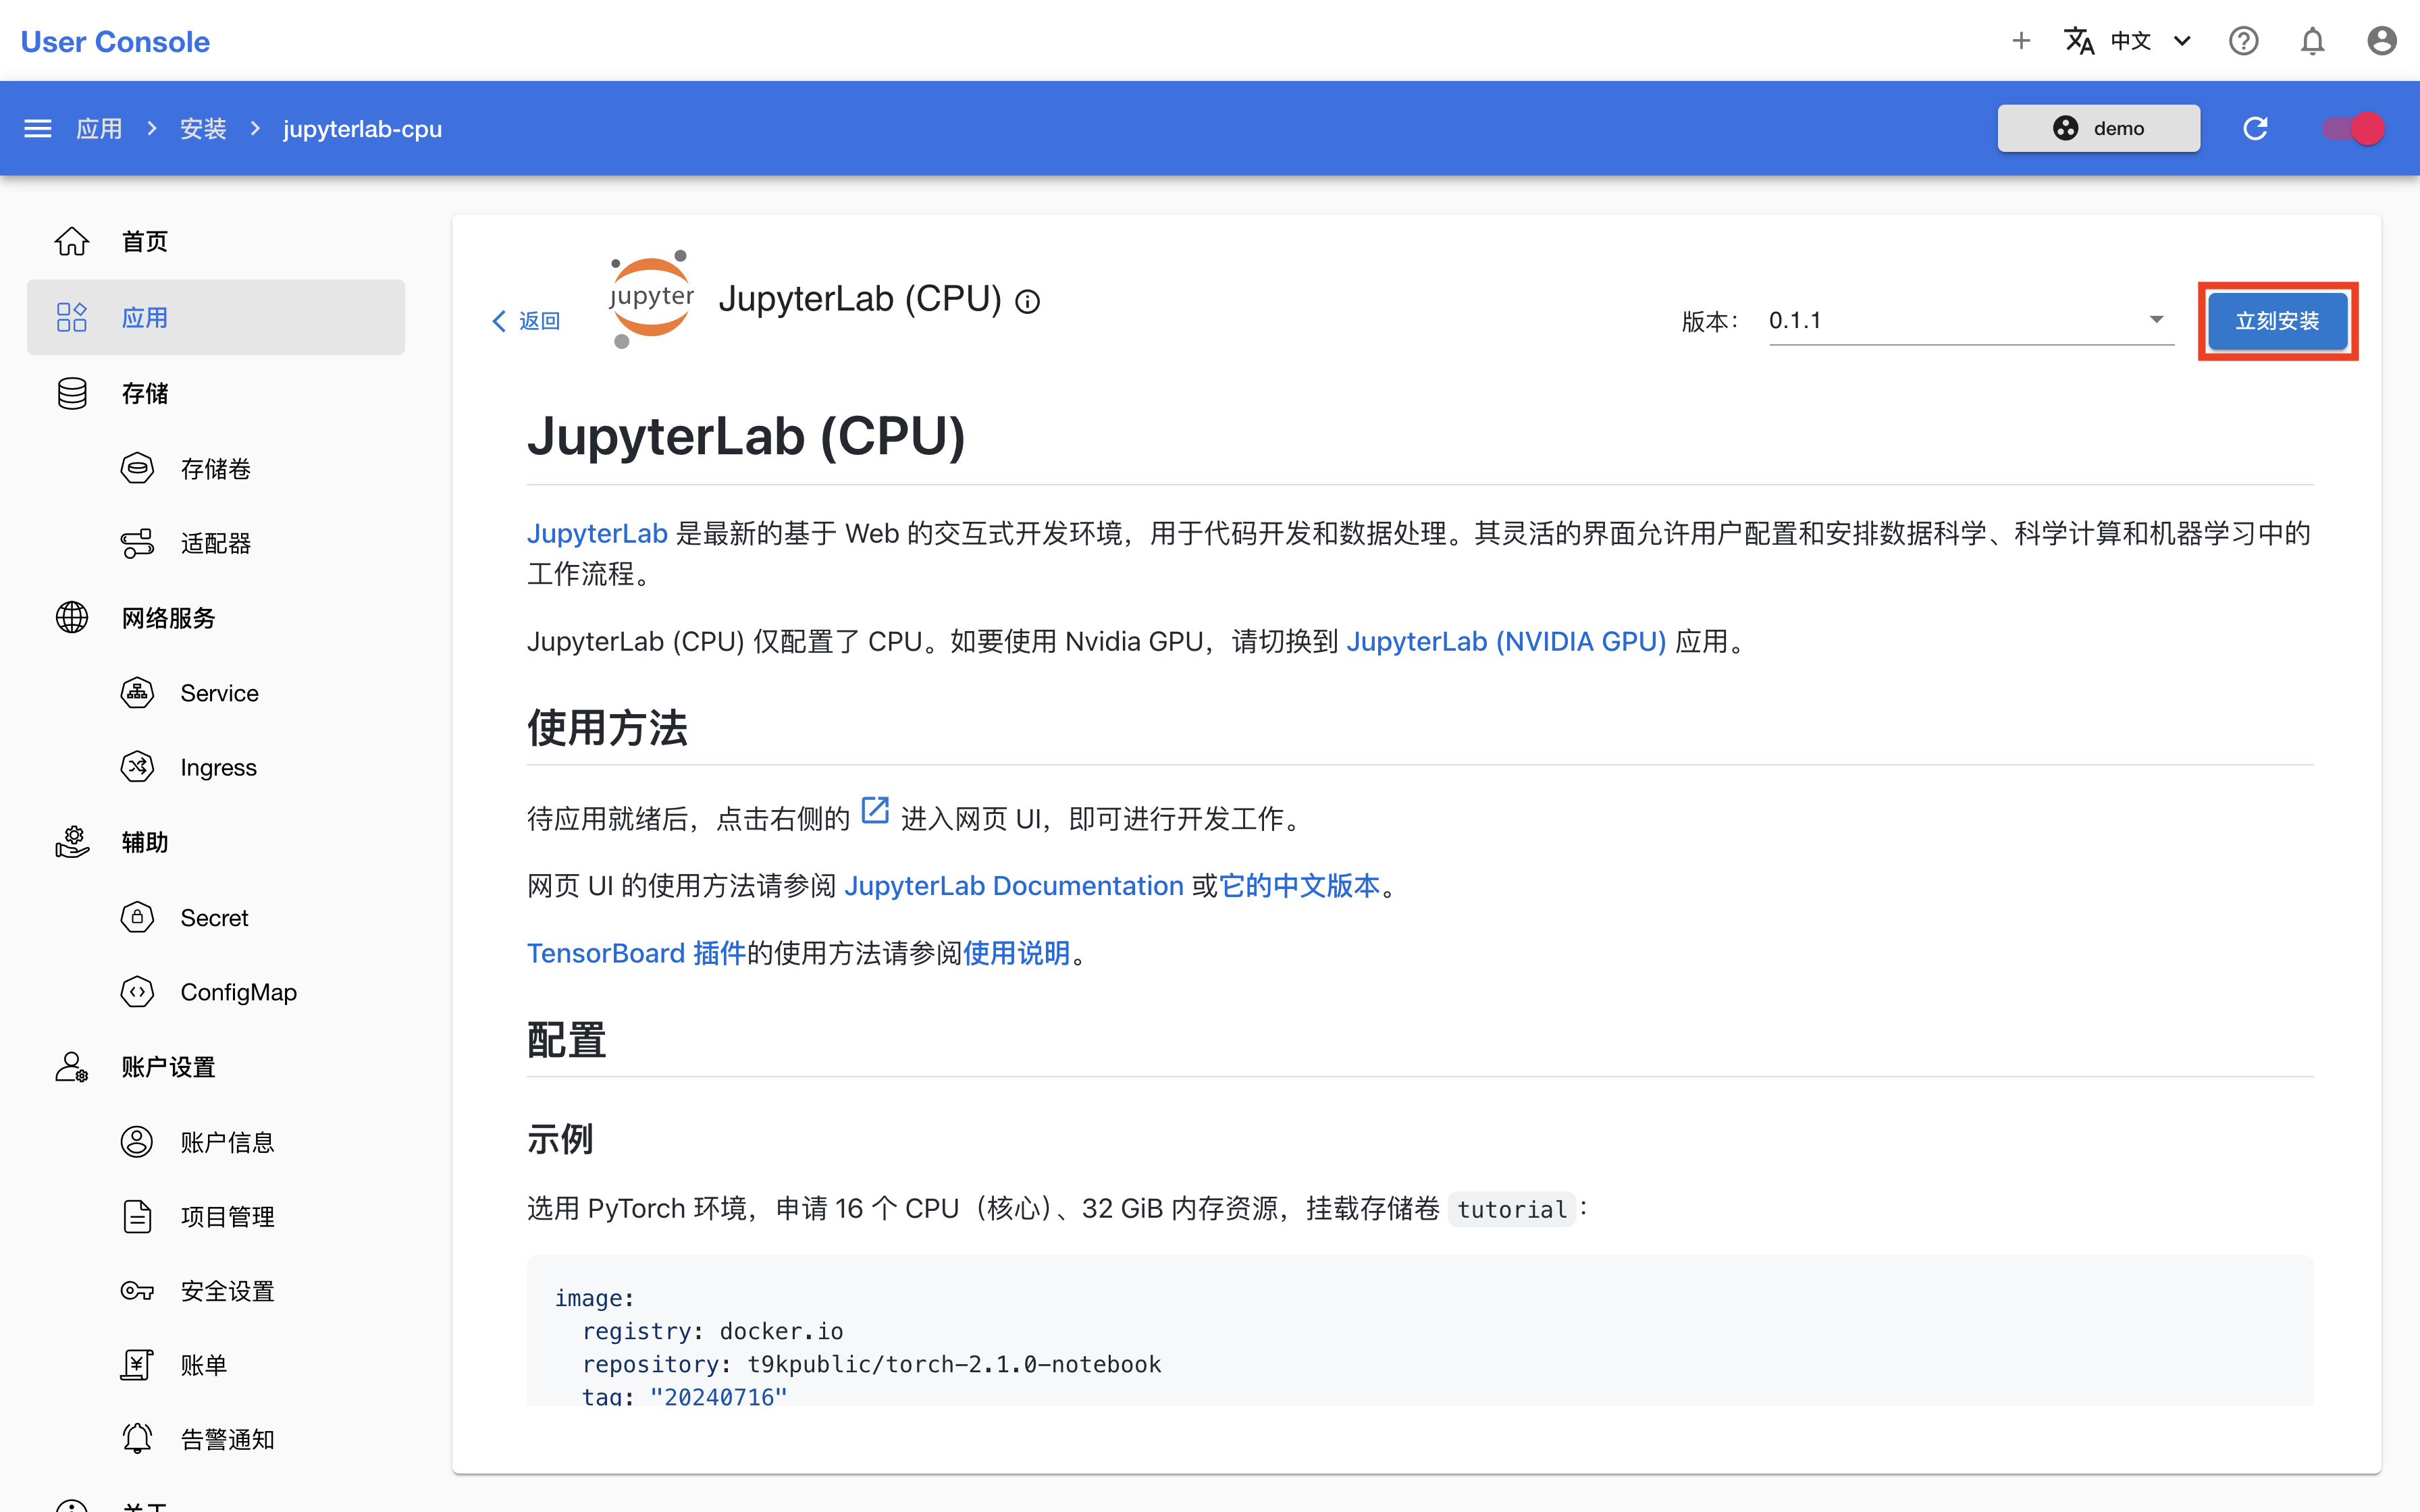 User Console
中文
应用 > 安装 > jupyterlab-cpu
demo
首页
应用
存储
存储卷
适配器
网络服务
Service
Ingress
辅助
Secret
ConfigMap
账户设置
账户信息
项目管理
安全设置
账单
告警通知
关于
返回
jupyter
JupyterLab (CPU)
版本：
0.1.1
立刻安装
JupyterLab (CPU)
JupyterLab 是最新的基于 Web 的交互式开发环境，用于代码开发和数据处理。其灵活的界面允许用户配置和安排数据科学、科学计算和机器学习中的
工作流程。
JupyterLab (CPU) 仅配置了 CPU。如要使用 Nvidia GPU，请切换到 JupyterLab (NVIDIA GPU) 应用。
使用方法
待应用就绪后，点击右侧的 进入网页 UI，即可进行开发工作。
网页 UI 的使用方法请参阅 JupyterLab Documentation 或它的中文版本。
TensorBoard 插件的使用方法请参阅使用说明。
配置
示例
选用 PyTorch 环境，申请 16 个 CPU（核心）、32 GiB 内存资源，挂载存储卷 tutorial：
image:
registry: docker.io
repository: t9kpublic/torch-2.1.0-notebook
tag: "20240716"